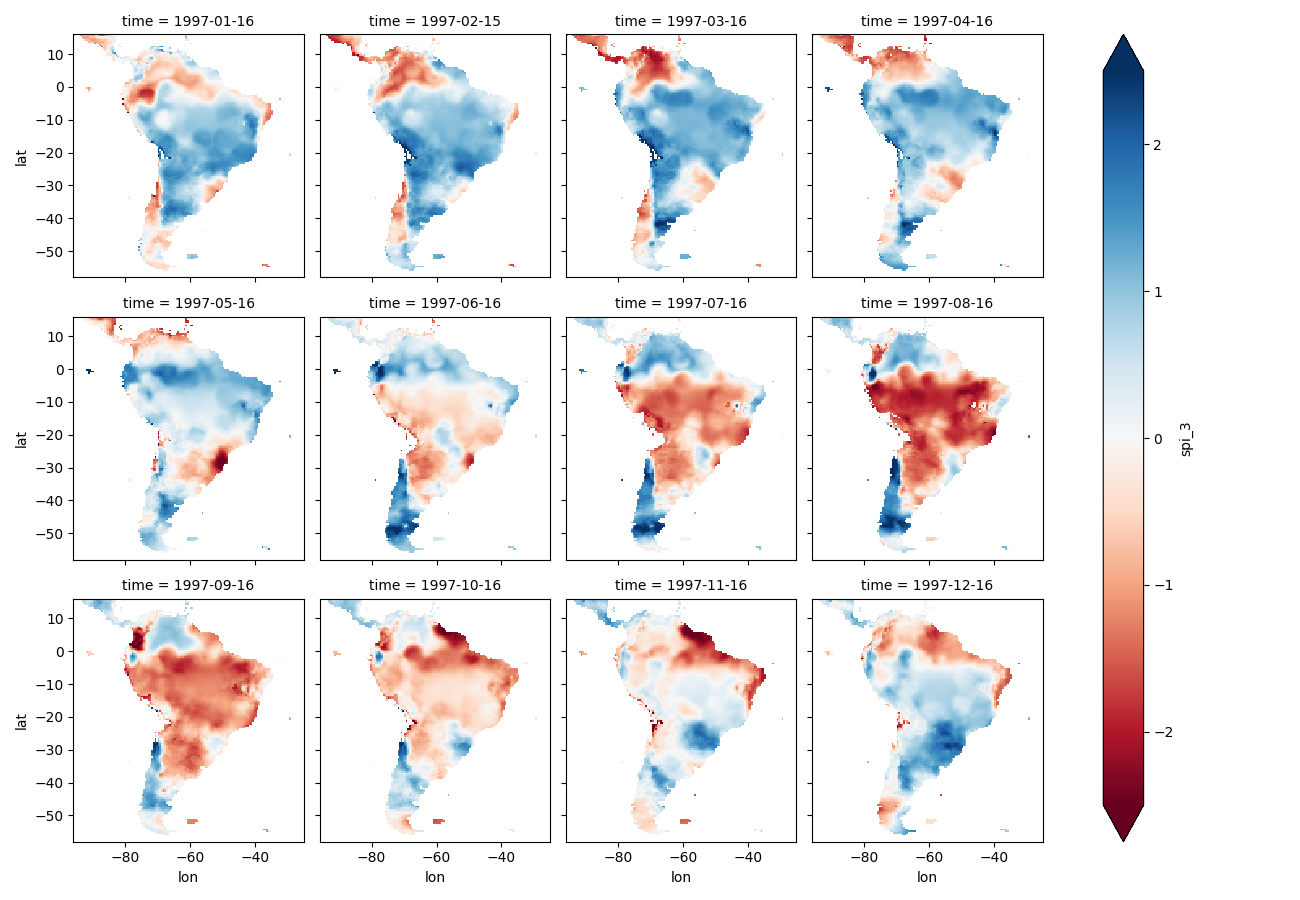 time = 1997-01-16
time = 1997-02-15
time = 1997-03-16
time = 1997-04-16
10
0
−10
−20
−30
−40
−50
lat
time = 1997-05-16
time = 1997-06-16
time = 1997-07-16
time = 1997-08-16
10
0
−10
−20
−30
−40
−50
lat
time = 1997-09-16
time = 1997-10-16
time = 1997-11-16
time = 1997-12-16
10
0
−10
−20
−30
−40
−50
lat
−80 −60 −40
lon
−80 −60 −40
lon
−80 −60 −40
lon
−80 −60 −40
lon
2
1
0
−1
−2
spi_3